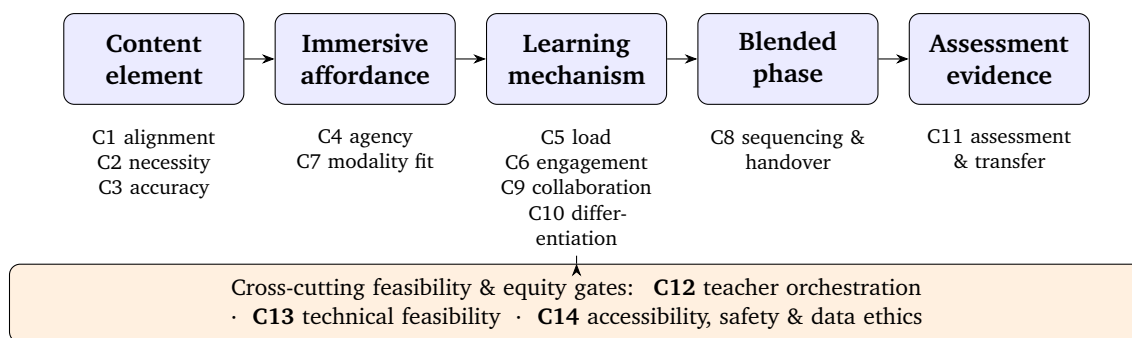 Content
element
Immersive
affordance
Learning
mechanism
Blended
phase
Assessment
evidence
C1 alignment
C2 necessity
C3 accuracy
C4 agency
C7 modality fit
C5 load
C6 engagement
C9 collaboration
C10 differ-
entiation
C8 sequencing &
handover
C11 assessment
& transfer
Cross-cutting feasibility & equity gates: C12 teacher orchestration
· C13 technical feasibility · C14 accessibility, safety & data ethics